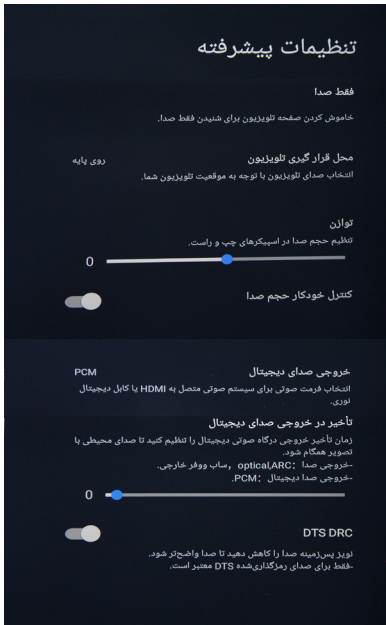 تنظیمات پیشرفته
فقط صدا
خاموش کردن صفحه تلویزیون برای شنیدن فقط صدا.
محل قرار گیری تلویزیون
روی پایه
انتخاب صدای تلویزیون با توجه به موقعیت تلویزیون شما.
توازن
تنظیم حجم صدا در اسپیکرهای چپ و راست.
0
کنترل خودکار حجم صدا
خروجی صدای دیجیتال
PCM
انتخاب فرمت صوتی برای سیستم صوتی متصل به HDMI یا کابل دیجیتال
نوری.
تأخیر در خروجی صدای دیجیتال
زمان تأخیر خروجی درگاه صوتی دیجیتال را تنظیم کنید تا صدای محیطی با
تصویر همگام شود.
-خروجی صدا :optical,ARC، ساب ووفر خارجی.
-خروجی صدا دیجیتال :PCM.
0
DTS DRC
نویز پس‌زمینه صدا را کاهش دهید تا صدا واضح‌تر شود.
-فقط برای صدای رمزگذاری‌شده DTS معتبر است.